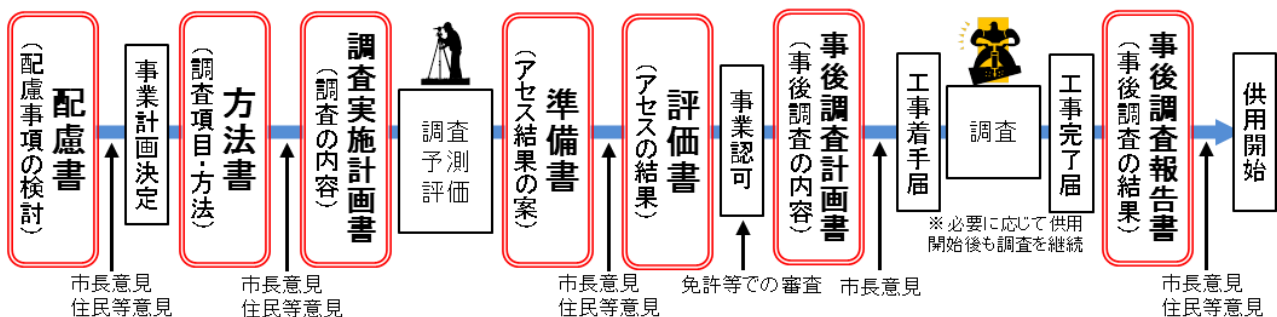 配慮書
（配慮事項の検討）
市長意見
住民等意見
事業計画決定
方法書
（調査項目・方法）
市長意見
住民等意見
調査実施計画書
（調査の内容）
調査
予測
評価
準備書
（アセス結果の案）
市長意見
住民等意見
評価書
（アセスの結果）
事業認可
免許等での審査
事後調査計画書
（事後調査の内容）
市長意見
工事着手届
調査
※必要に応じて供用
開始後も調査を継続
工事完了届
事後調査報告書
（事後調査の結果）
市長意見
住民等意見
供用開始